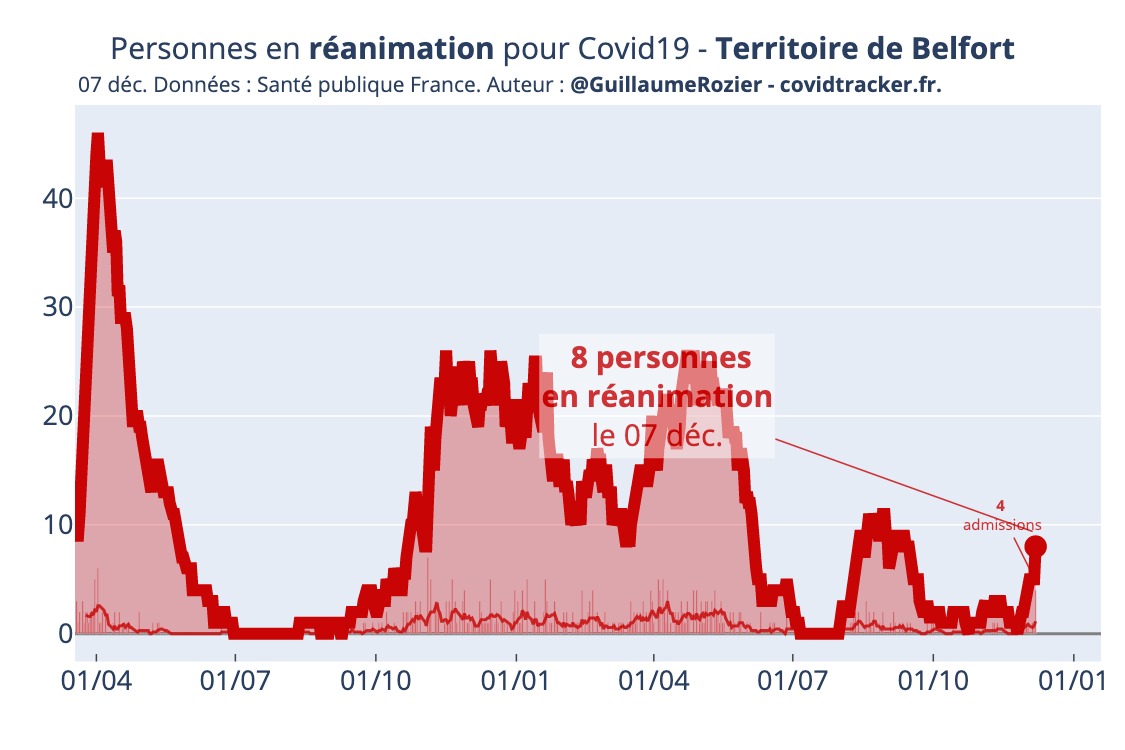 Personnes en réanimation pour Covid19 - Territoire de Belfort
07 déc. Données : Santé publique France. Auteur : @GuillaumeRozier - covidtracker.fr.
40
30
20
10
0
8 personnes
en réanimation
le 07 déc.
4
admissions
01/04 01/07 01/10 01/01 01/04 01/07 01/10 01/01